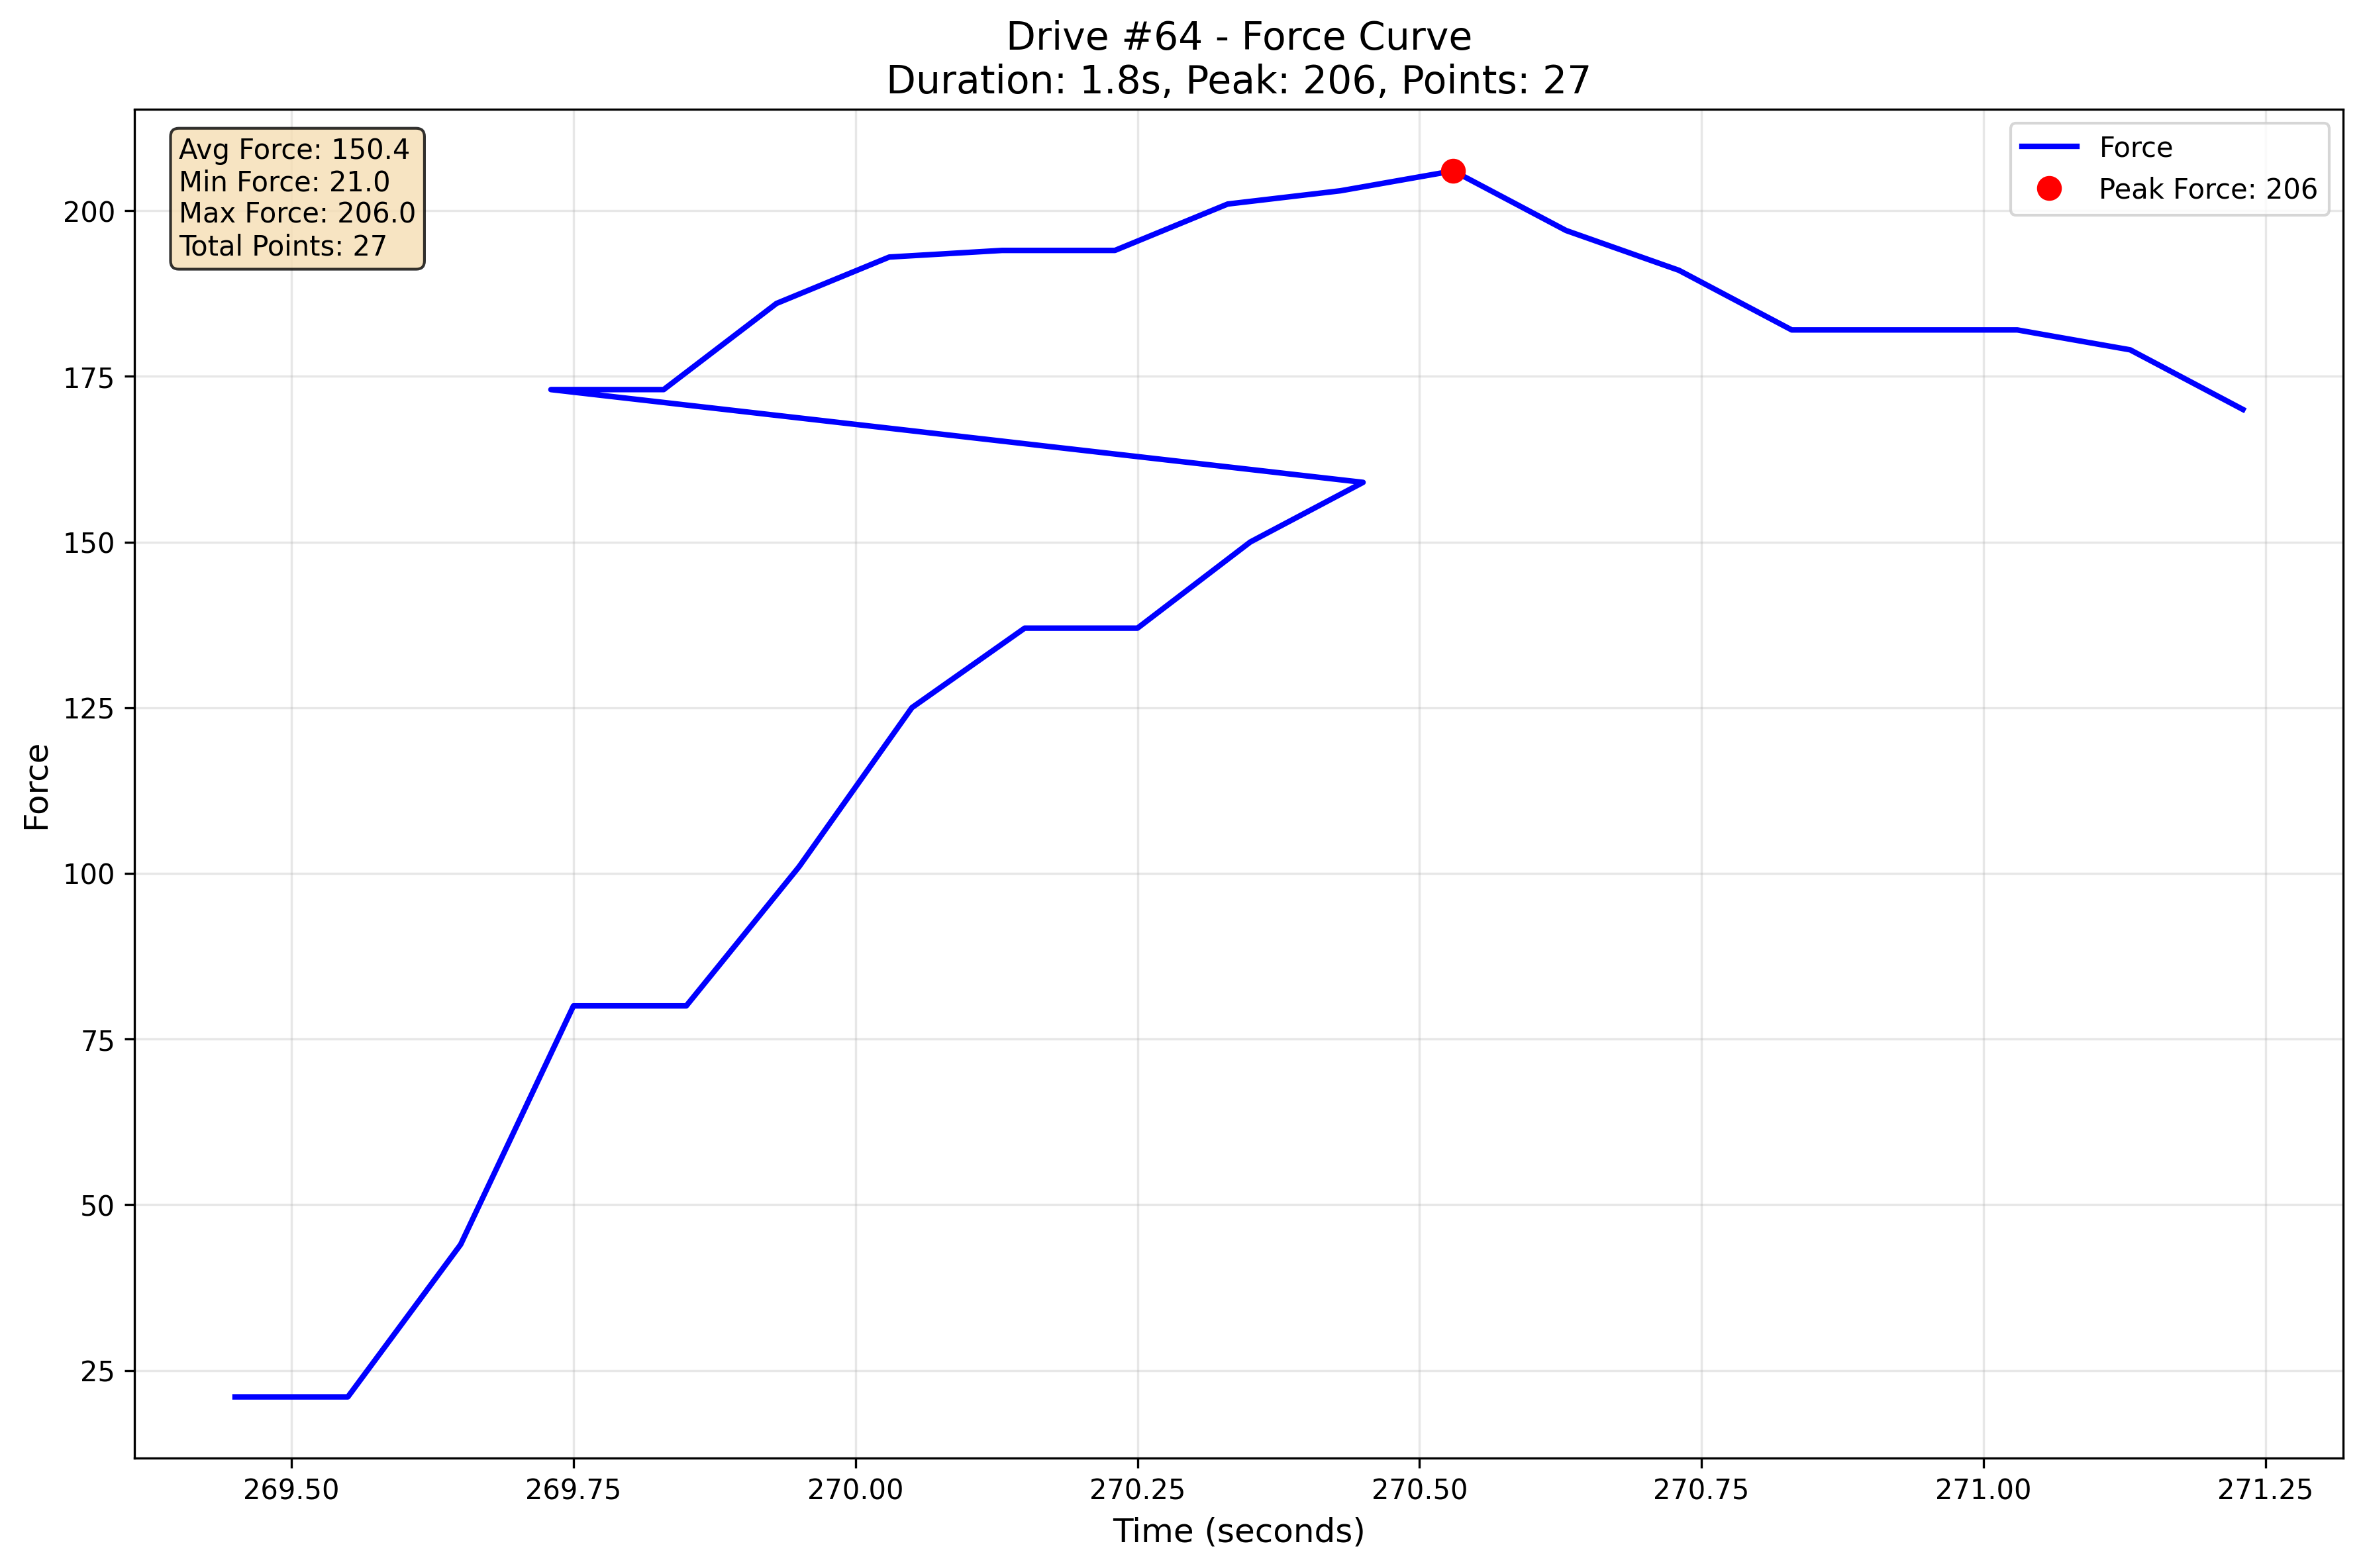 Drive #64 - Force Curve
Duration: 1.8s, Peak: 206, Points: 27
Avg Force: 150.4
Min Force: 21.0
Max Force: 206.0
Total Points: 27
Force
Peak Force: 206
200
175
150
125
100
75
50
25
Force
269.50
269.75
270.00
270.25
270.50
270.75
271.00
271.25
Time (seconds)